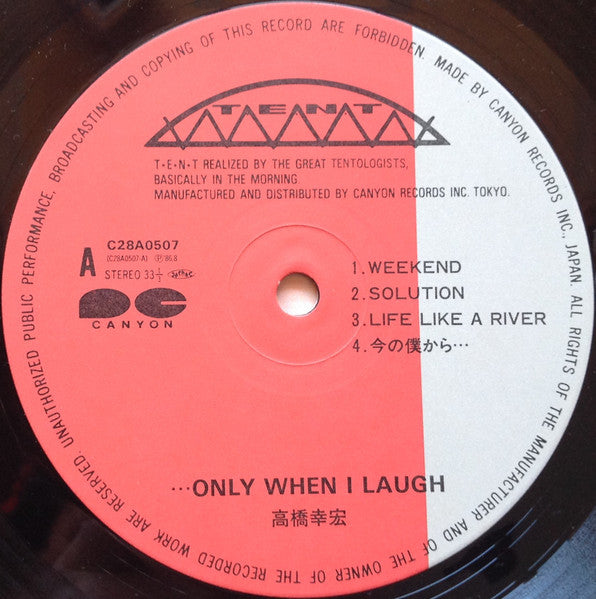 UNAUTHORIZED PUBLIC PERFORMANCE, BROADCASTING AND COPYING OF THIS RECORD ARE FORBIDDEN. MADE BY CANYON RECORDS INC., JAPAN. ALL RIGHTS OF THE MANUFACTURER AND OF THE OWNER OF THE RECORDED WORK ARE RESERVED.
TENT
T•E•N•T REALIZED BY THE GREAT TENTOLOGISTS,
BASICALLY IN THE MORNING.
MANUFACTURED AND DISTRIBUTED BY CANYON RECORDS INC. TOKYO.
C28A0507
(C28A0507-A) Ⓟ'86.8
A STEREO 33⅓
CANYON
1. WEEKEND
2. SOLUTION
3. LIFE LIKE A RIVER
4. 今の僕から…
…ONLY WHEN I LAUGH
高橋幸宏